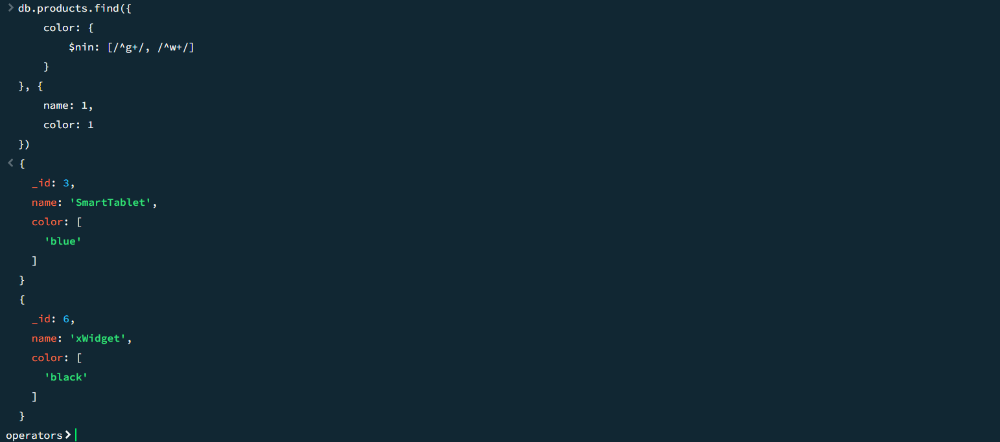 > db.products.find({
      color: {
          $nin: [/^g+/, /^w+/]
      }
  }, {
      name: 1,
      color: 1
  })
< {
    _id: 3,
    name: 'SmartTablet',
    color: [
      'blue'
    ]
  }
  {
    _id: 6,
    name: 'xWidget',
    color: [
      'black'
    ]
  }
operators>